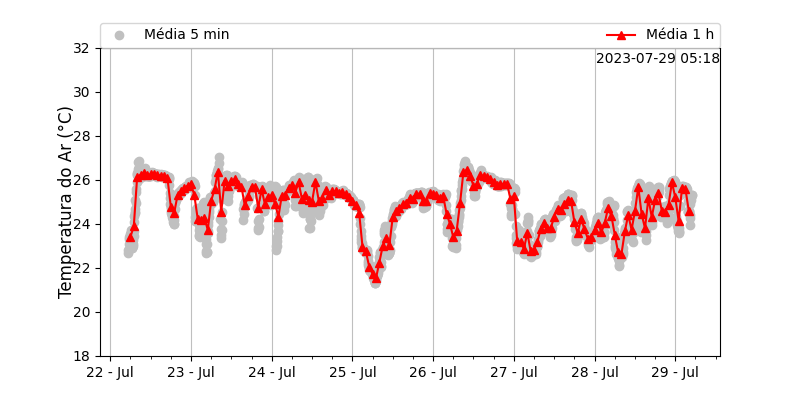 Média 5 min
Média 1 h
2023-07-29 05:18
Temperatura do Ar (°C)
32
30
28
26
24
22
20
18
22 - Jul
23 - Jul
24 - Jul
25 - Jul
26 - Jul
27 - Jul
28 - Jul
29 - Jul